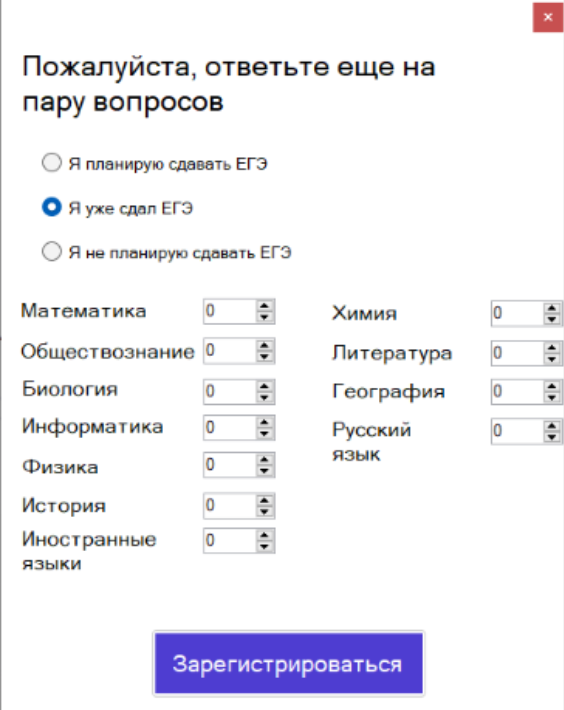 Пожалуйста, ответьте еще на
пару вопросов
Я планирую сдавать ЕГЭ
Я уже сдал ЕГЭ
Я не планирую сдавать ЕГЭ
Математика 0
Обществознание 0
Биология 0
Информатика 0
Физика 0
История 0
Иностранные 0
языки
Химия 0
Литература 0
География 0
Русский 0
язык
Зарегистрироваться